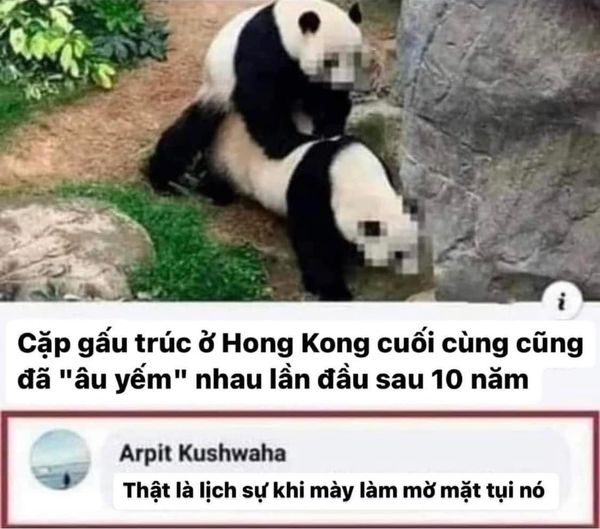 Cặp gấu trúc ở Hong Kong cuối cùng cũng
đã "âu yếm" nhau lần đầu sau 10 năm
Arpit Kushwaha
Thật là lịch sự khi mày làm mờ mặt tụi nó